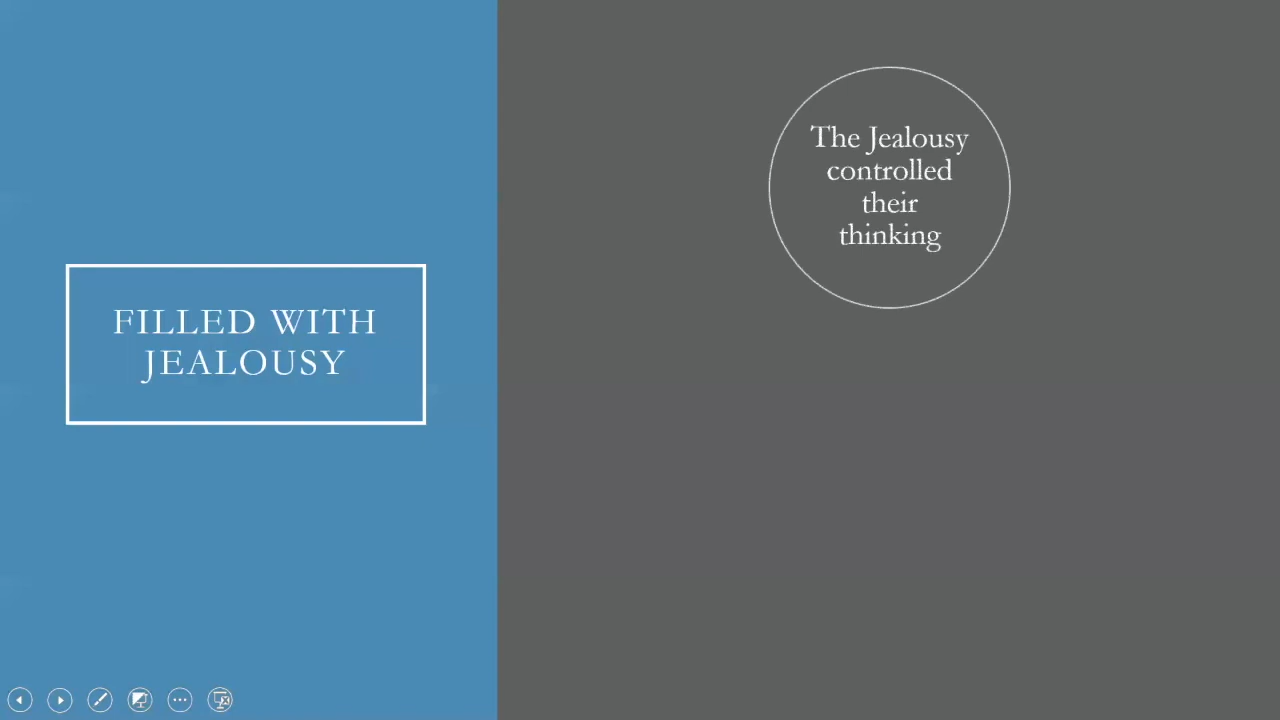 FILLED WITH
JEALOUSY
The Jealousy
controlled
their
thinking